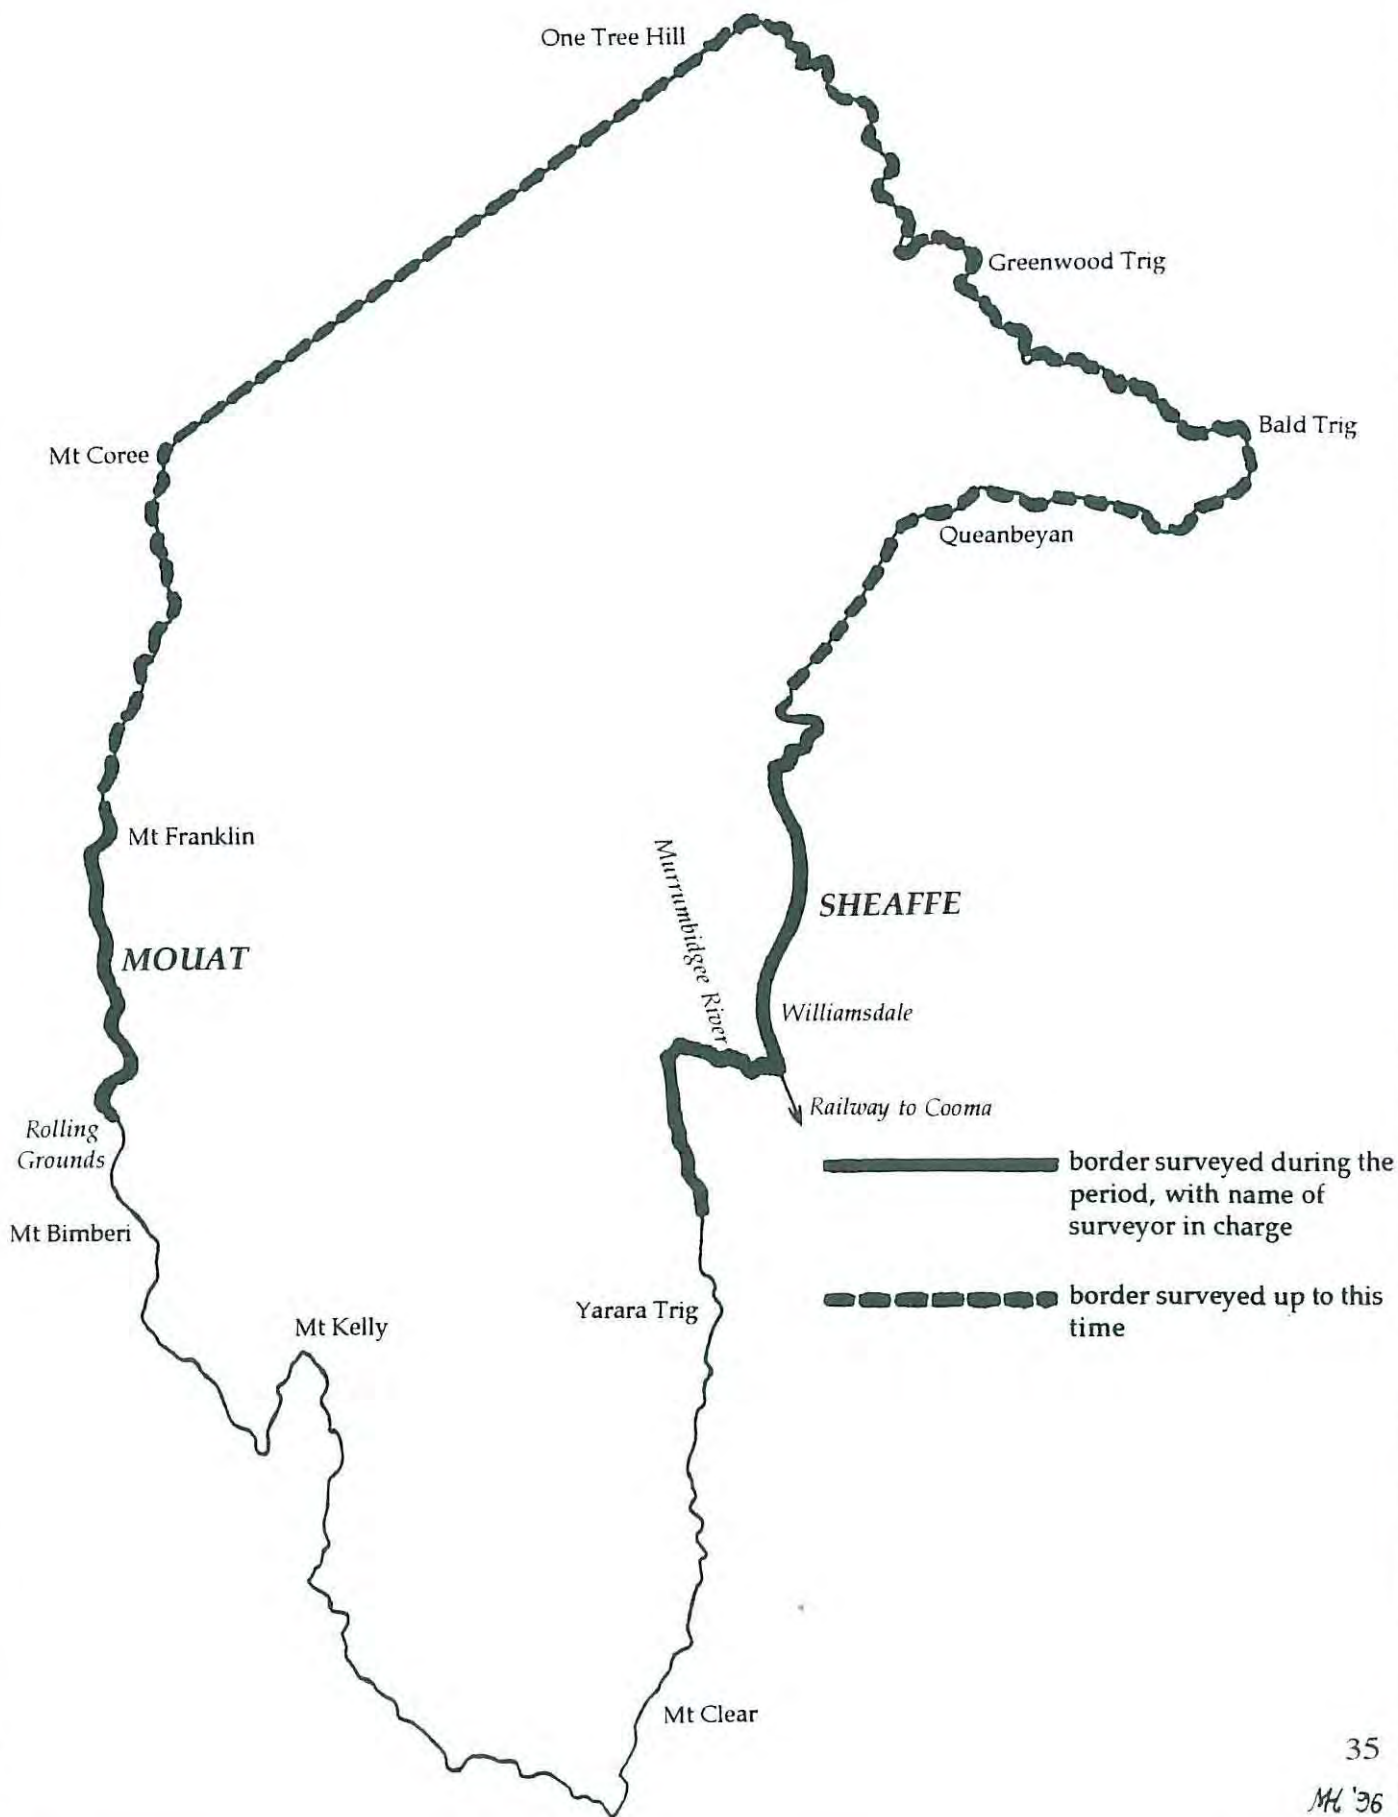 One Tree Hill
Greenwood Trig
Bald Trig
Mt Coree
Queanbeyan
Mt Franklin
Murrumbidgee River
SHEAFFE
MOUAT
Williamsdale
Railway to Cooma
Rolling
Grounds
border surveyed during the
period, with name of
surveyor in charge
Mt Bimberi
border surveyed up to this
time
Yarara Trig
Mt Kelly
Mt Clear
35
MH '96